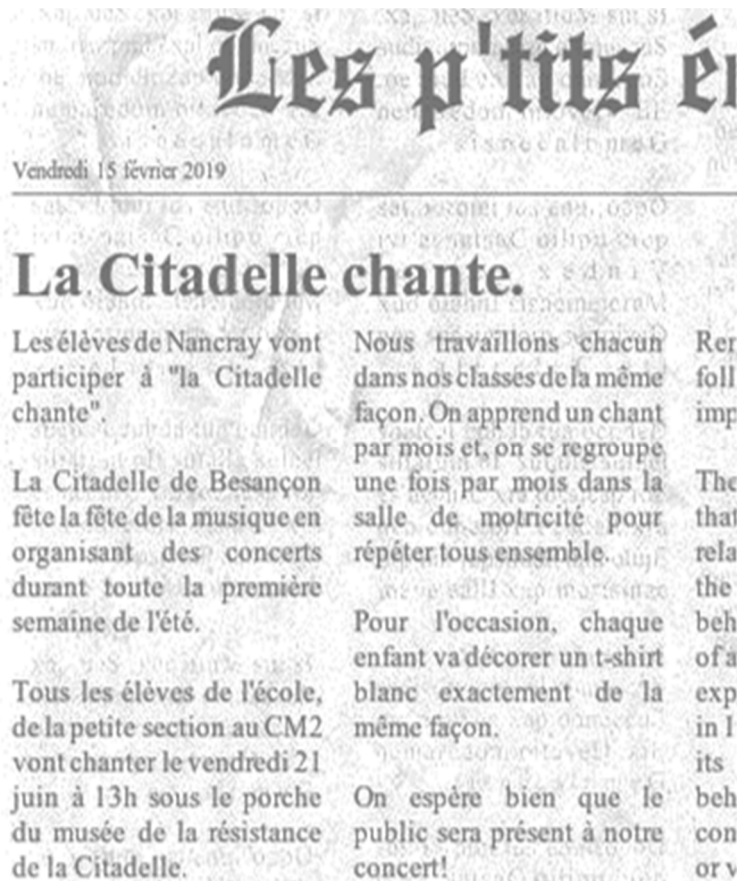 Les p'tits
Vendredi 15 février 2019
La Citadelle chante.
Les élèves de Nancray vont
participer à "la Citadelle
chante".
La Citadelle de Besançon
fête la fête de la musique en
organisant des concerts
durant toute la première
semaine de l'été.
Tous les élèves de l'école,
de la petite section au CM2
vont chanter le vendredi 21
juin à 13h sous le porche
du musée de la résistance
de la Citadelle.
Nous travaillons chacun
dans nos classes de la même
façon. On apprend un chant
par mois et, on se regroupe
une fois par mois dans la
salle de motricité pour
répéter tous ensemble.
Pour l'occasion, chaque
enfant va décorer un t-shirt
blanc exactement de la
même façon.
On espère bien que le
public sera présent à notre
concert!
that
the
of a
in
its
or